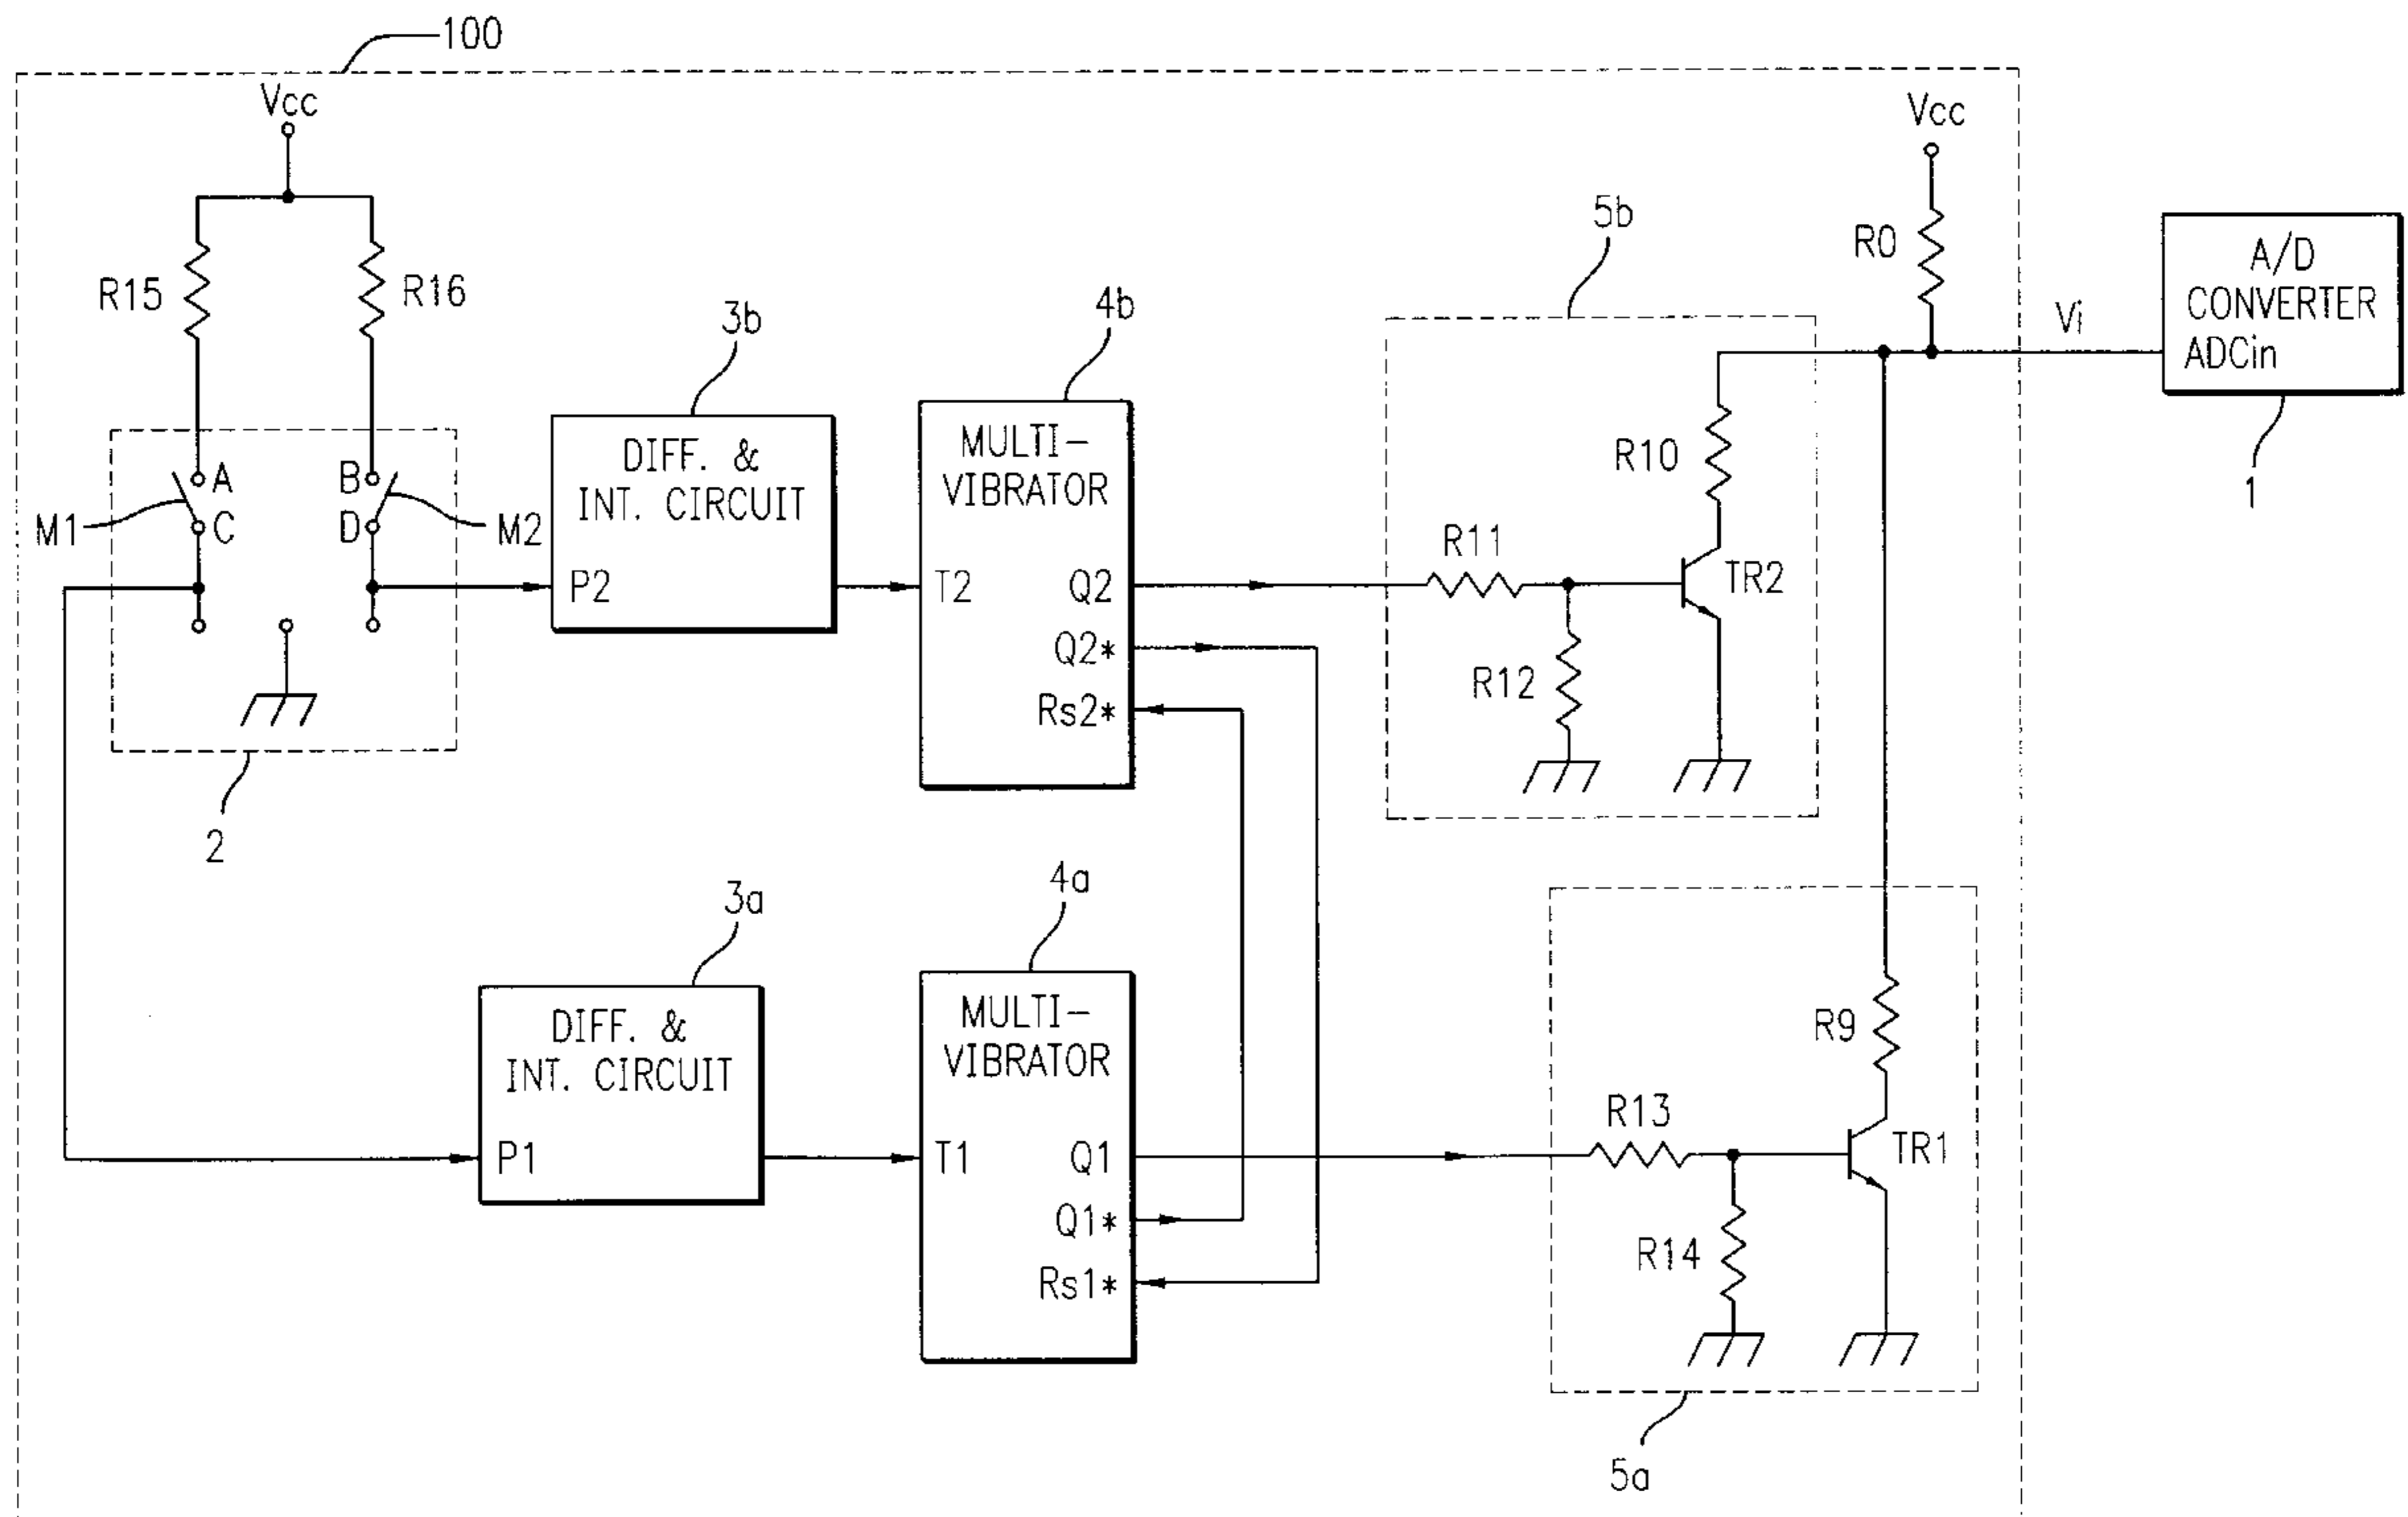 100
Vcc
Vcc
R15
R16
5b
R0
A/D
CONVERTER
ADCin
Vi
3b
4b
1
M1
A
C
B
D
M2
DIFF. &
INT. CIRCUIT
P2
MULTI-
VIBRATOR
T2
Q2
Q2*
Rs2*
R11
R10
TR2
R12
2
3a
4a
DIFF. &
INT. CIRCUIT
P1
MULTI-
VIBRATOR
T1
Q1
Q1*
Rs1*
R13
R9
TR1
R14
5a